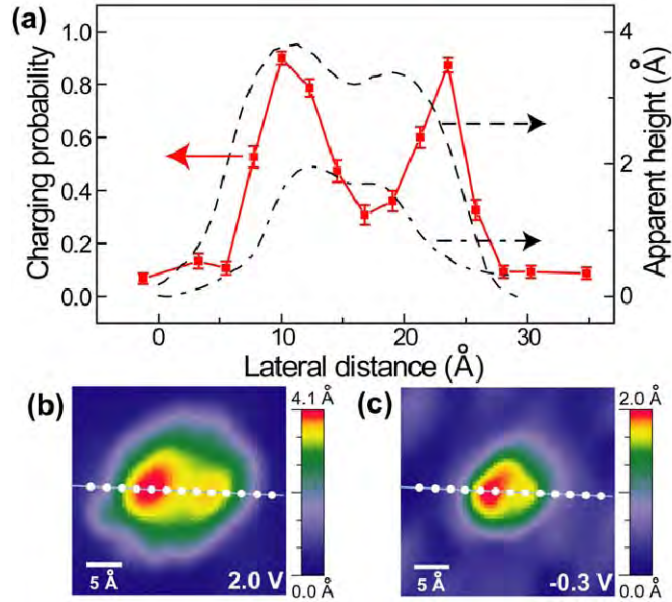 (a)
Charging probability
1.0
0.8
0.6
0.4
0.2
0.0
4
2
0
Apparent height (Å)
0 10 20 30
Lateral distance (Å)
(b)
4.1 Å
5 Å
2.0 V
0.0 Å
(c)
2.0 Å
5 Å
-0.3 V
0.0 Å